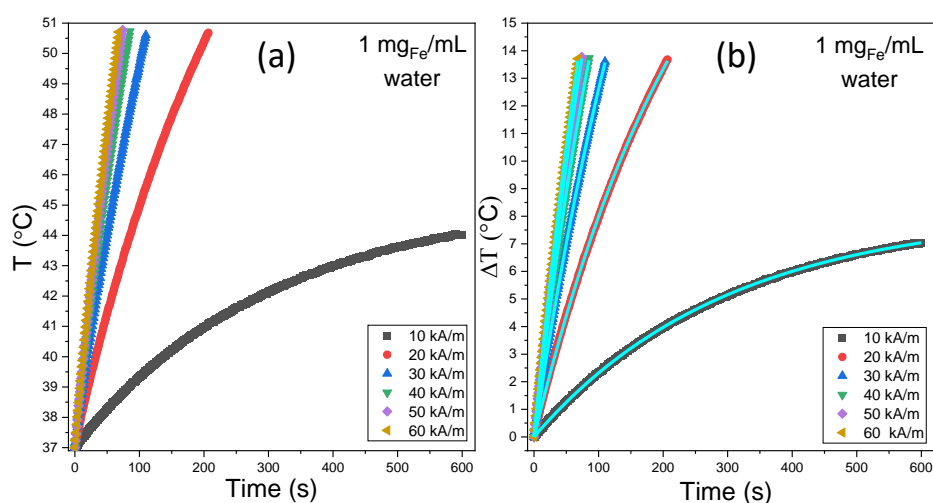 (a)
1 mg_Fe/mL
water
T (°C)
51
50
49
48
47
46
45
44
43
42
41
40
39
38
37
0
100
200
300
400
500
600
Time (s)
10 kA/m
20 kA/m
30 kA/m
40 kA/m
50 kA/m
60 kA/m
(b)
1 mg_Fe/mL
water
ΔT (°C)
15
14
13
12
11
10
9
8
7
6
5
4
3
2
1
0
0
100
200
300
400
500
600
Time (s)
10 kA/m
20 kA/m
30 kA/m
40 kA/m
50 kA/m
60 kA/m